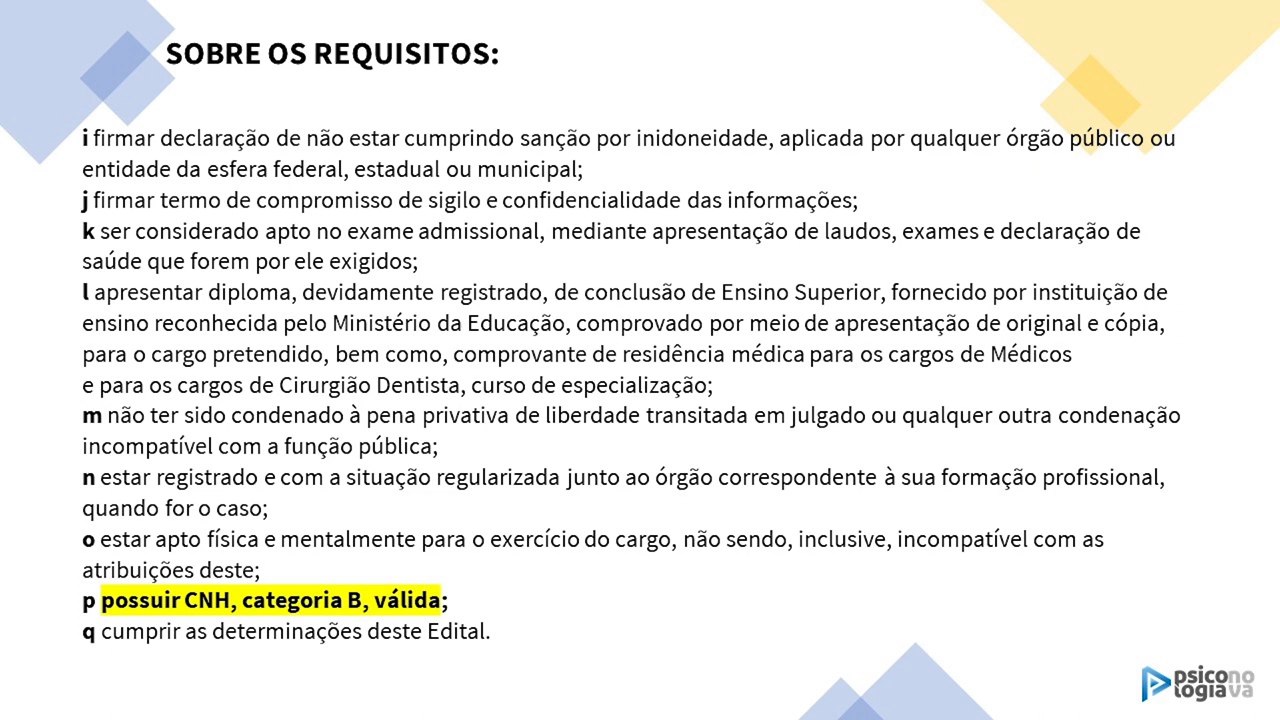 SOBRE OS REQUISITOS:
i firmar declaração de não estar cumprindo sanção por inidoneidade, aplicada por qualquer órgão público ou
entidade da esfera federal, estadual ou municipal;
j firmar termo de compromisso de sigilo e confidencialidade das informações;
k ser considerado apto no exame admissional, mediante apresentação de laudos, exames e declaração de
saúde que forem por ele exigidos;
l apresentar diploma, devidamente registrado, de conclusão de Ensino Superior, fornecido por instituição de
ensino reconhecida pelo Ministério da Educação, comprovado por meio de apresentação de original e cópia,
para o cargo pretendido, bem como, comprovante de residência médica para os cargos de Médicos
e para os cargos de Cirurgião Dentista, curso de especialização;
m não ter sido condenado à pena privativa de liberdade transitada em julgado ou qualquer outra condenação
incompatível com a função pública;
n estar registrado e com a situação regularizada junto ao órgão correspondente à sua formação profissional,
quando for o caso;
o estar apto física e mentalmente para o exercício do cargo, não sendo, inclusive, incompatível com as
atribuições deste;
p possuir CNH, categoria B, válida;
q cumprir as determinações deste Edital.
psicono
logiava